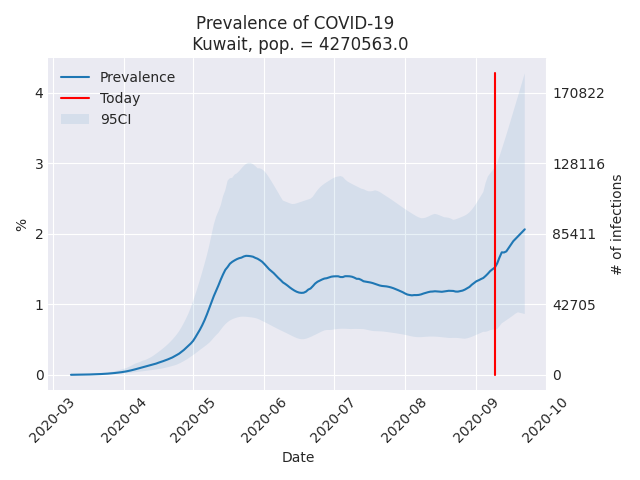 Prevalence of COVID-19
Kuwait, pop. = 4270563.0
Prevalence
Today
95CI
4
3
2
1
0
%
170822
128116
85411
42705
0
# of infections
2020-03
2020-04
2020-05
2020-06
2020-07
2020-08
2020-09
2020-10
Date